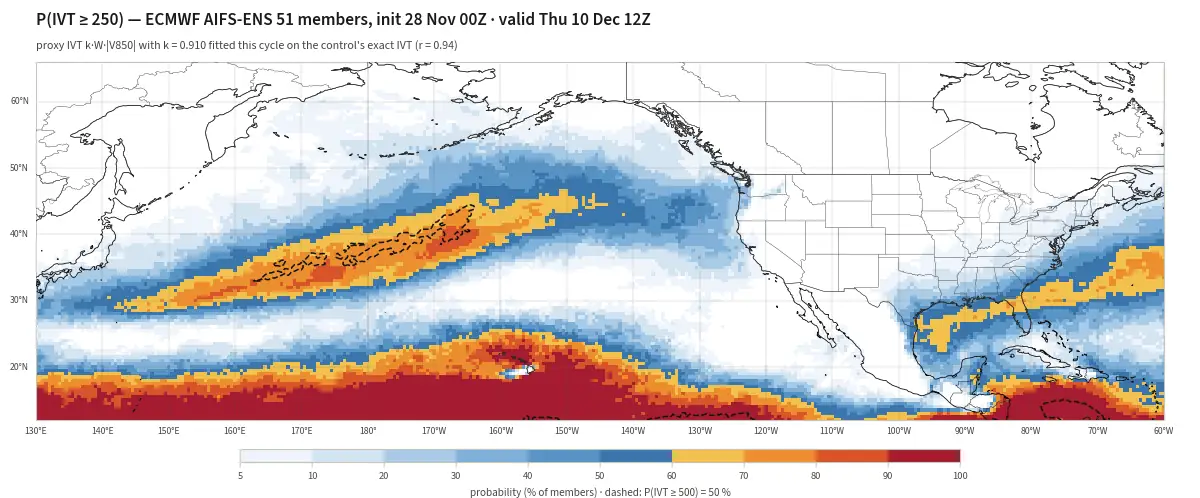 P(IVT ≥ 250) — ECMWF AIFS-ENS 51 members, init 28 Nov 00Z · valid Thu 10 Dec 12Z
proxy IVT k·W·|V850| with k = 0.910 fitted this cycle on the control's exact IVT (r = 0.94)
60°N
50°N
40°N
30°N
20°N
130°E 140°E 150°E 160°E 170°E 180° 170°W 160°W 150°W 140°W 130°W 120°W 110°W 100°W 90°W 80°W 70°W 60°W
5 10 20 30 40 50 60 70 80 90 100
probability (% of members) · dashed: P(IVT ≥ 500) = 50 %